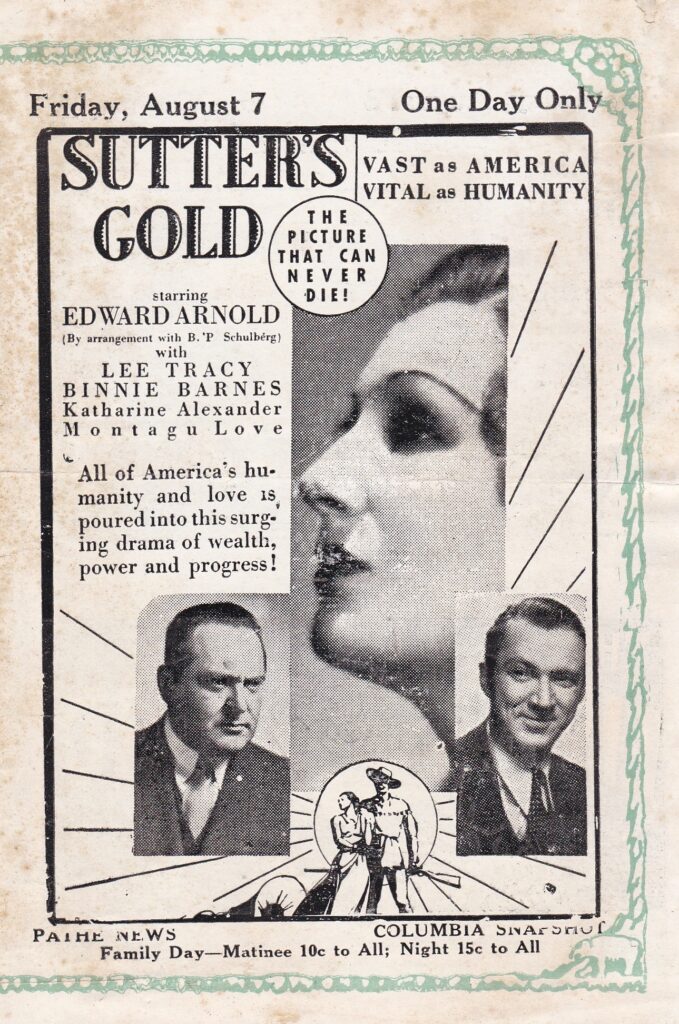 Friday, August 7
One Day Only
SUTTER'S
GOLD
VAST as AMERICA
VITAL as HUMANITY
THE
PICTURE
THAT CAN
NEVER
DIE!
starring
EDWARD ARNOLD
(By arrangement with B. P Schulberg)
with
LEE TRACY
BINNIE BARNES
Katharine Alexander
Montagu Love
All of America's hu-
manity and love is
poured into this surg-
ing drama of wealth,
power and progress!
PATHE NEWS
COLUMBIA SNAPSHOT
Family Day—Matinee 10c to All; Night 15c to All